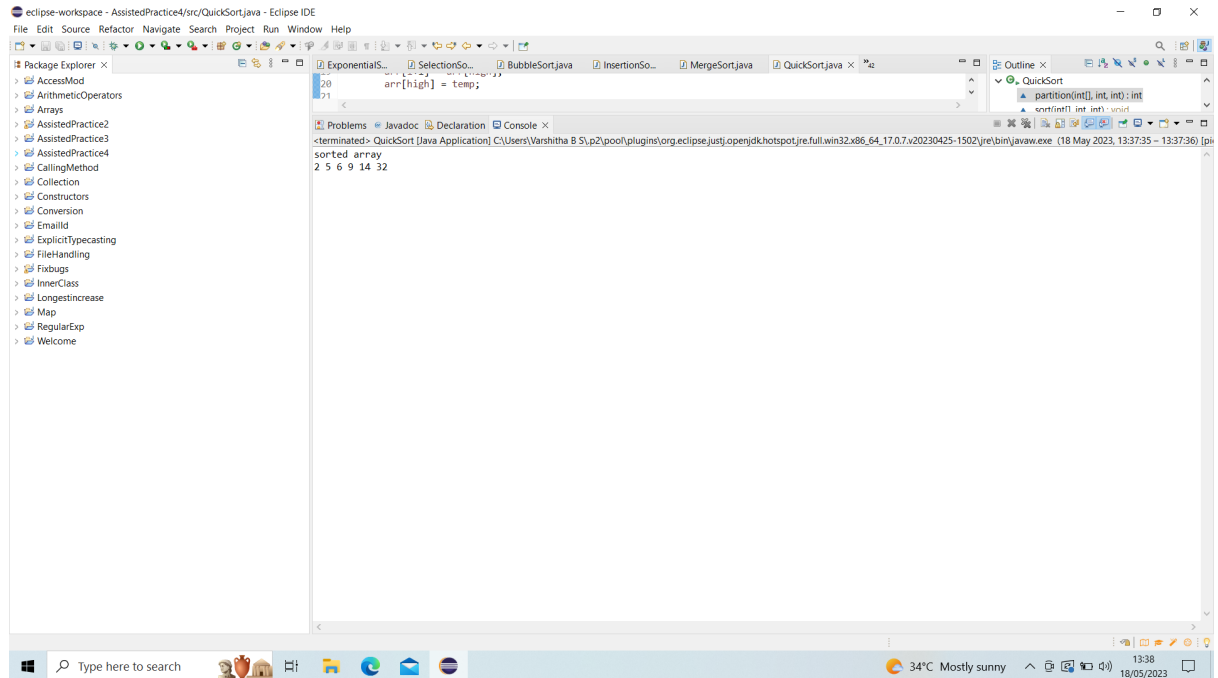 eclipse-workspace - AssistedPractice4/src/QuickSort.java - Eclipse IDE
File Edit Source Refactor Navigate Search Project Run Window Help
Package Explorer
ExponentialS... SelectionSo... BubbleSort.java InsertionSo... MergeSort.java QuickSort.java 42
Outline
AccessMod
ArithmeticOperators
Arrays
AssistedPractice2
AssistedPractice3
AssistedPractice4
CallingMethod
Collection
Constructors
Conversion
EmailId
ExplicitTypecasting
FileHandling
Fixbugs
InnerClass
Longestincrease
Map
RegularExp
Welcome
20 arr[high] = temp;
21
QuickSort
partition(int[], int, int) : int
sort(int[], int, int) : void
Problems Javadoc Declaration Console
<terminated> QuickSort [Java Application] C:\Users\Varshitha B S\.p2\pool\plugins\org.eclipse.justj.openjdk.hotspot.jre.full.win32.x86_64_17.0.7.v20230425-1502\jre\bin\javaw.exe (18 May 2023, 13:37:35 – 13:37:36) [pi
sorted array
2 5 6 9 14 32
Type here to search
34°C Mostly sunny
13:38
18/05/2023